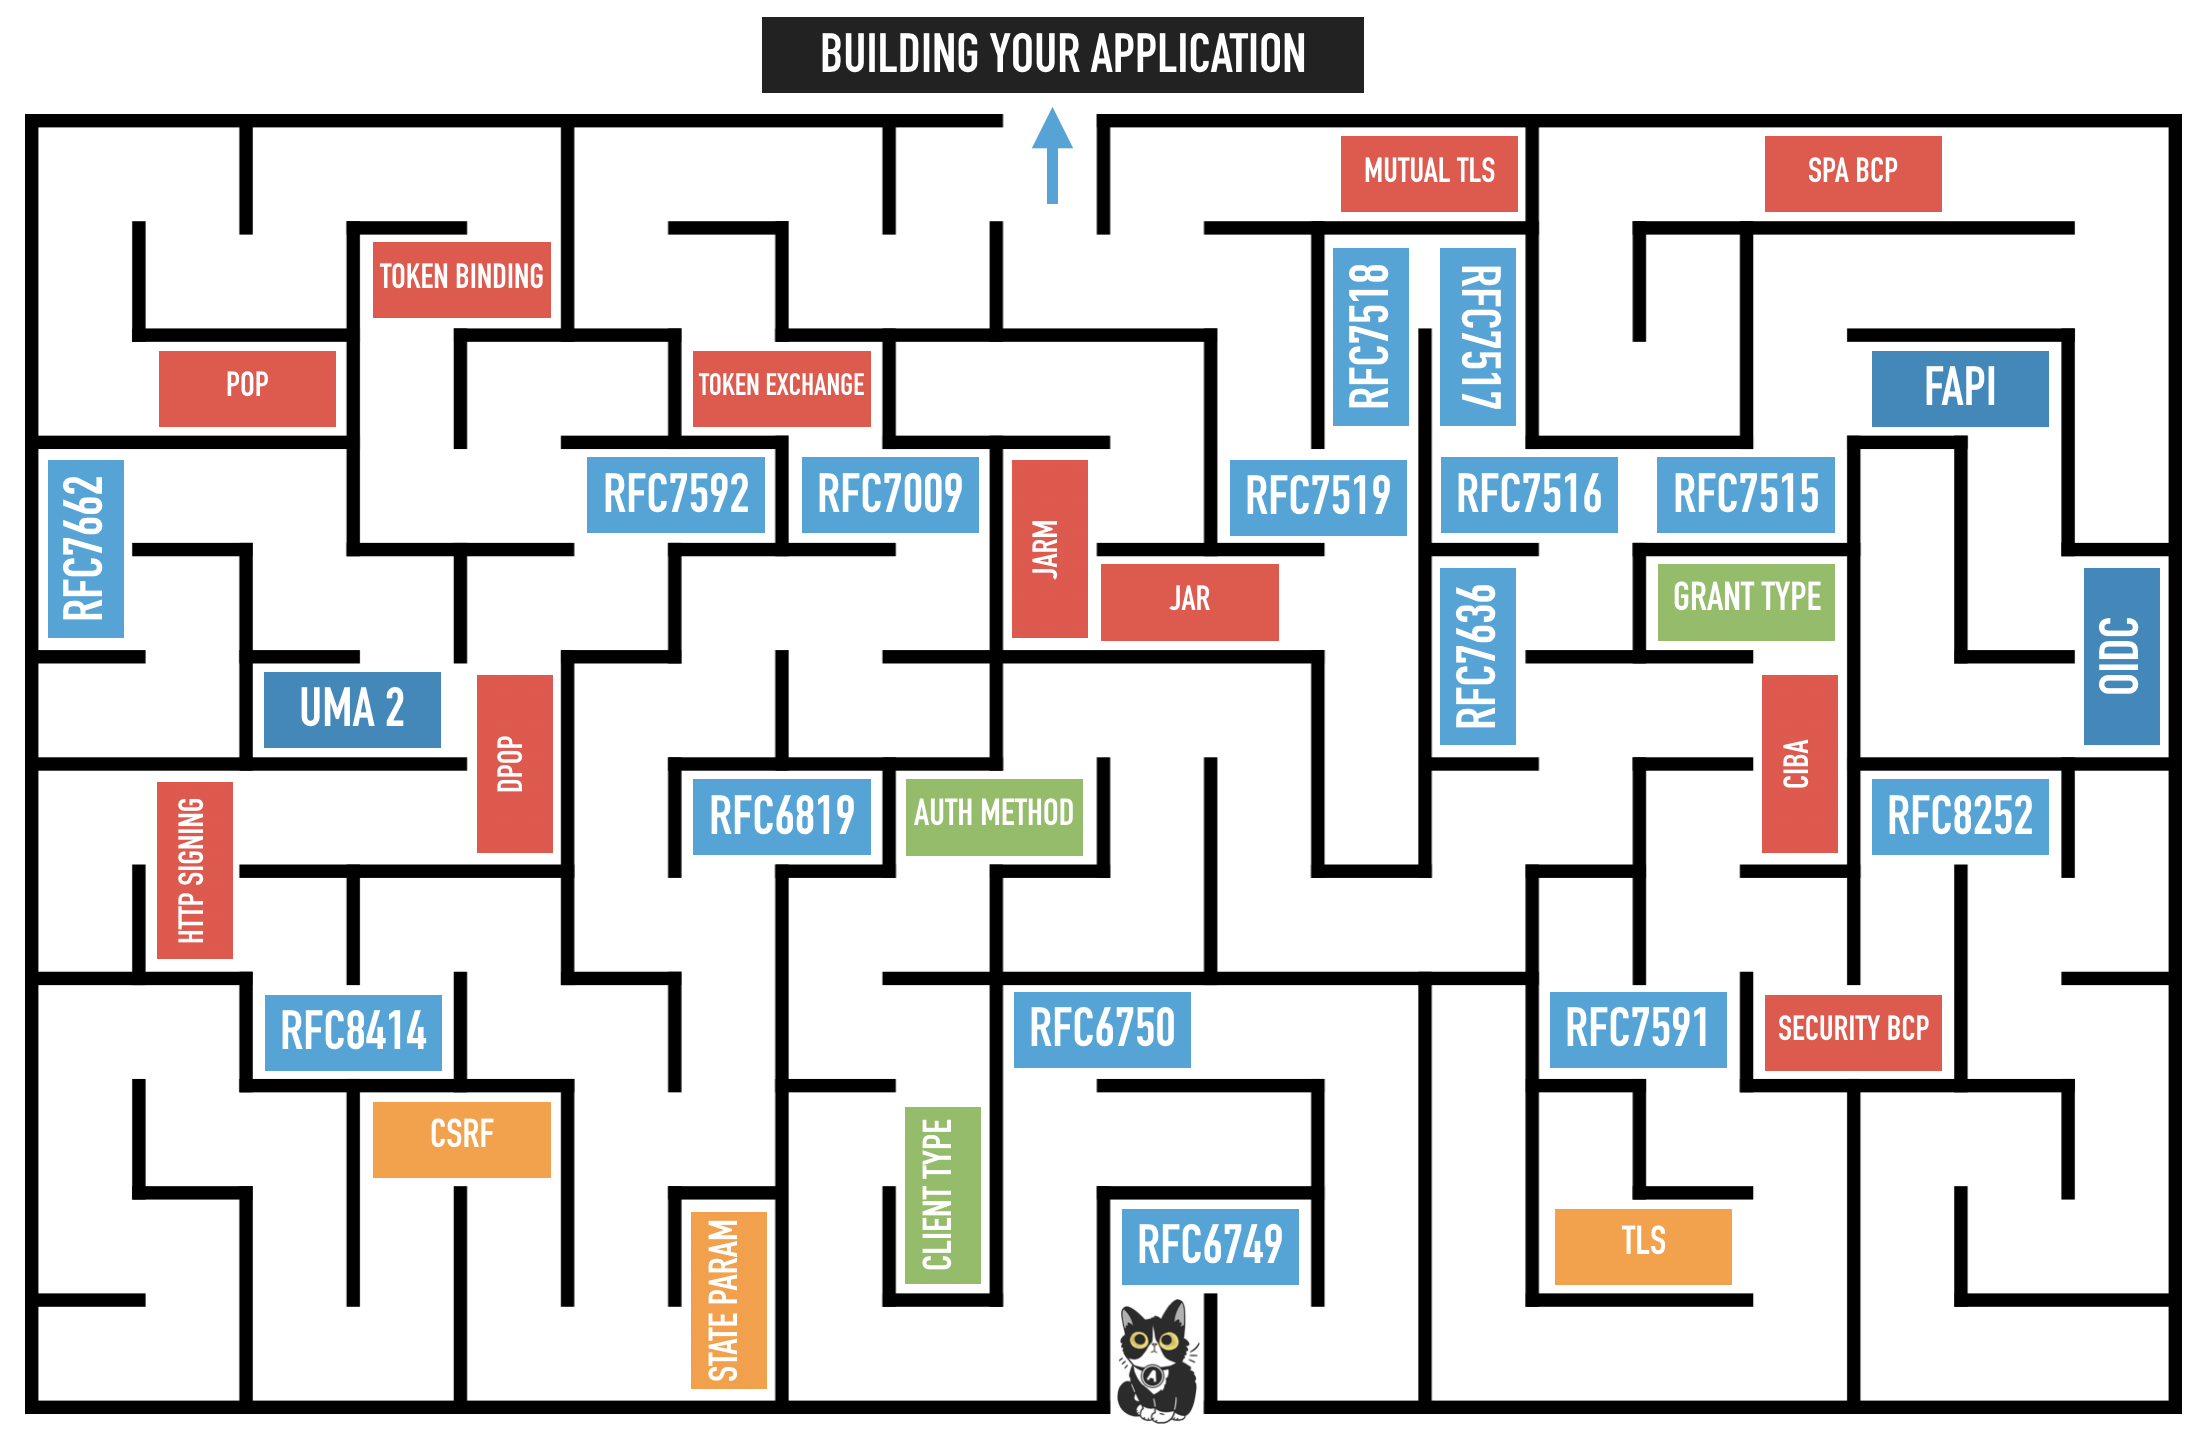 BUILDING YOUR APPLICATION
MUTUAL TLS
SPA BCP
TOKEN BINDING
RFC7518
RFC7517
POP
TOKEN EXCHANGE
FAPI
RFC7662
RFC7592
RFC7009
JARM
RFC7519
RFC7516
RFC7515
JAR
RFC7636
GRANT TYPE
OIDC
UMA 2
DPOP
CIBA
HTTP SIGNING
RFC6819
AUTH METHOD
RFC8252
RFC8414
RFC6750
RFC7591
SECURITY BCP
CSRF
CLIENT TYPE
STATE PARAM
RFC6749
TLS